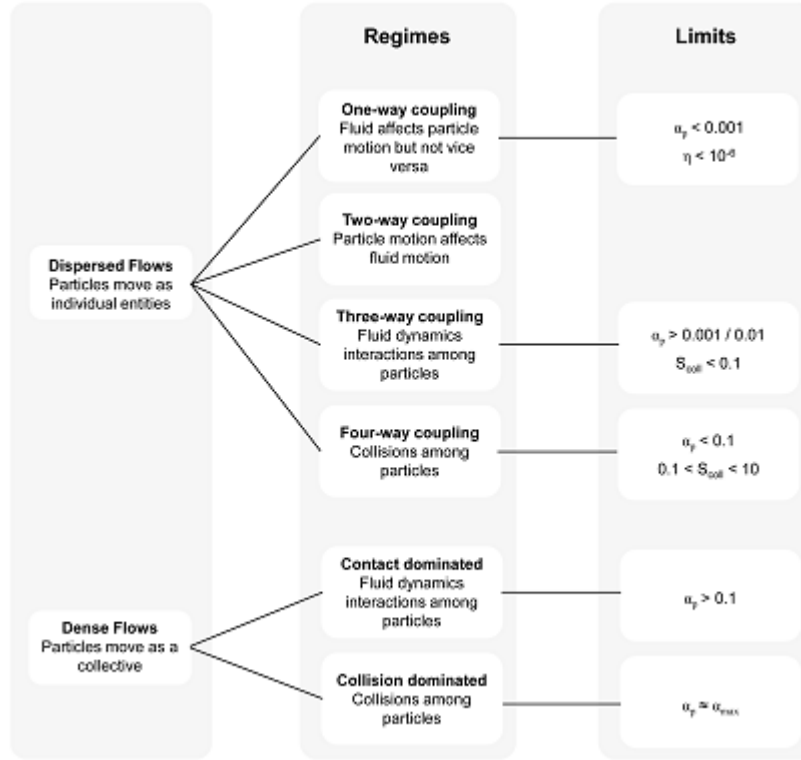 Regimes
Limits
One-way coupling
Fluid affects particle
motion but not vice
versa
αp < 0.001
η < 10⁻⁶
Two-way coupling
Particle motion affects
fluid motion
Dispersed Flows
Particles move as
individual entities
Three-way coupling
Fluid dynamics
interactions among
particles
αp > 0.001 / 0.01
Scoll < 0.1
Four-way coupling
Collisions among
particles
αp < 0.1
0.1 < Scoll < 10
Contact dominated
Fluid dynamics
interactions among
particles
αp > 0.1
Dense Flows
Particles move as a
collective
Collision dominated
Collisions among
particles
αp ≃ αmax